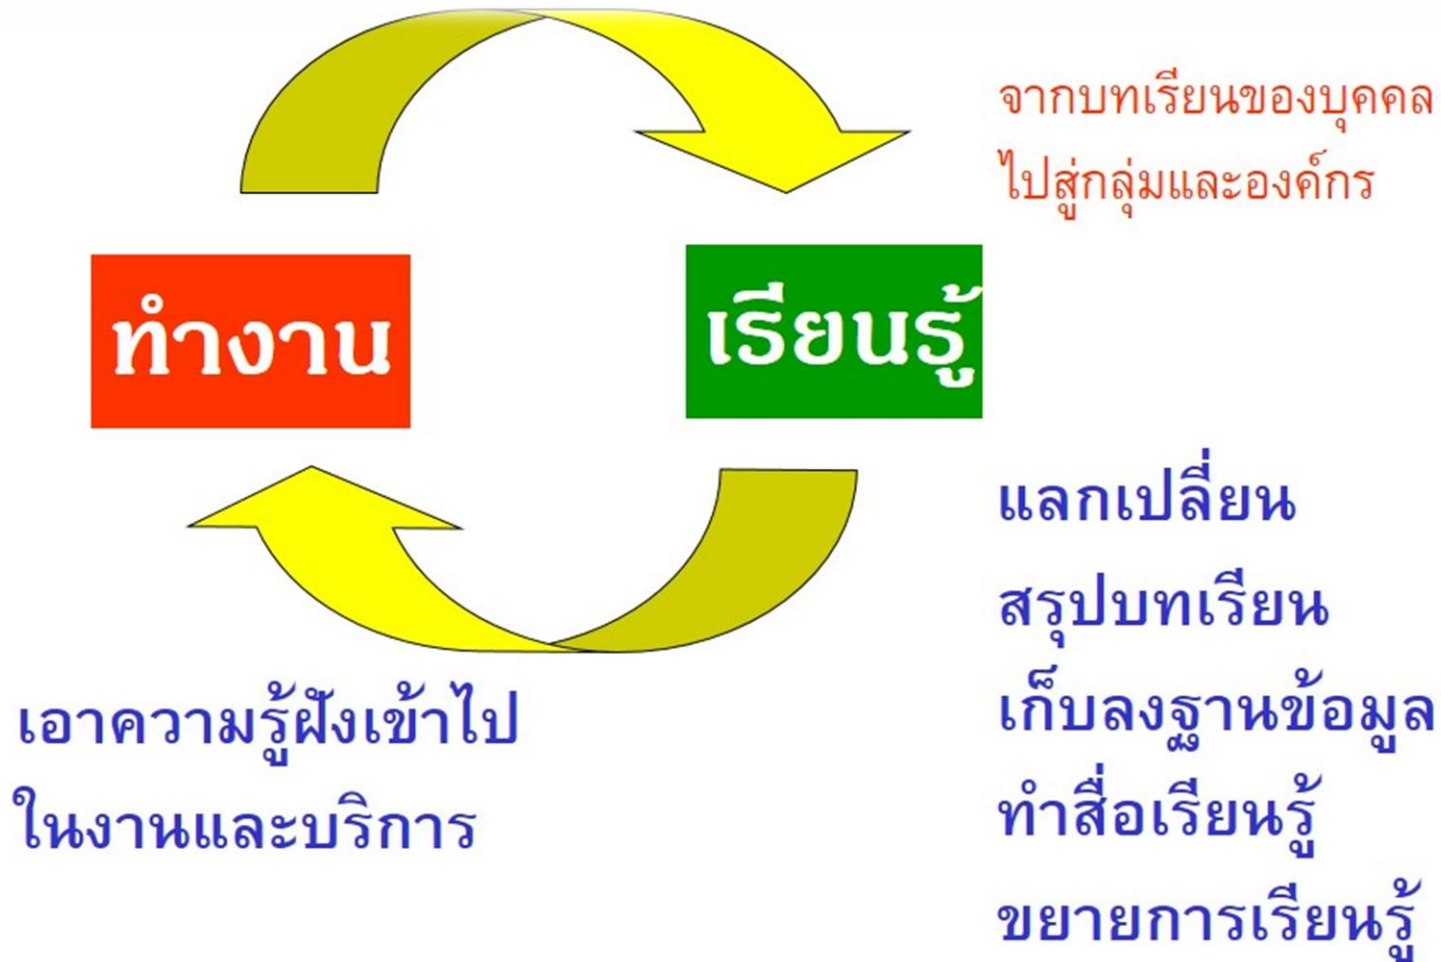 จากบทเรียนของบุคคล
ไปสู่กลุ่มและองค์กร
ทำงาน
เรียนรู้
แลกเปลี่ยน
สรุปบทเรียน
เก็บลงฐานข้อมูล
ทำสื่อเรียนรู้
ขยายการเรียนรู้
เอาความรู้ฝังเข้าไป
ในงานและบริการ